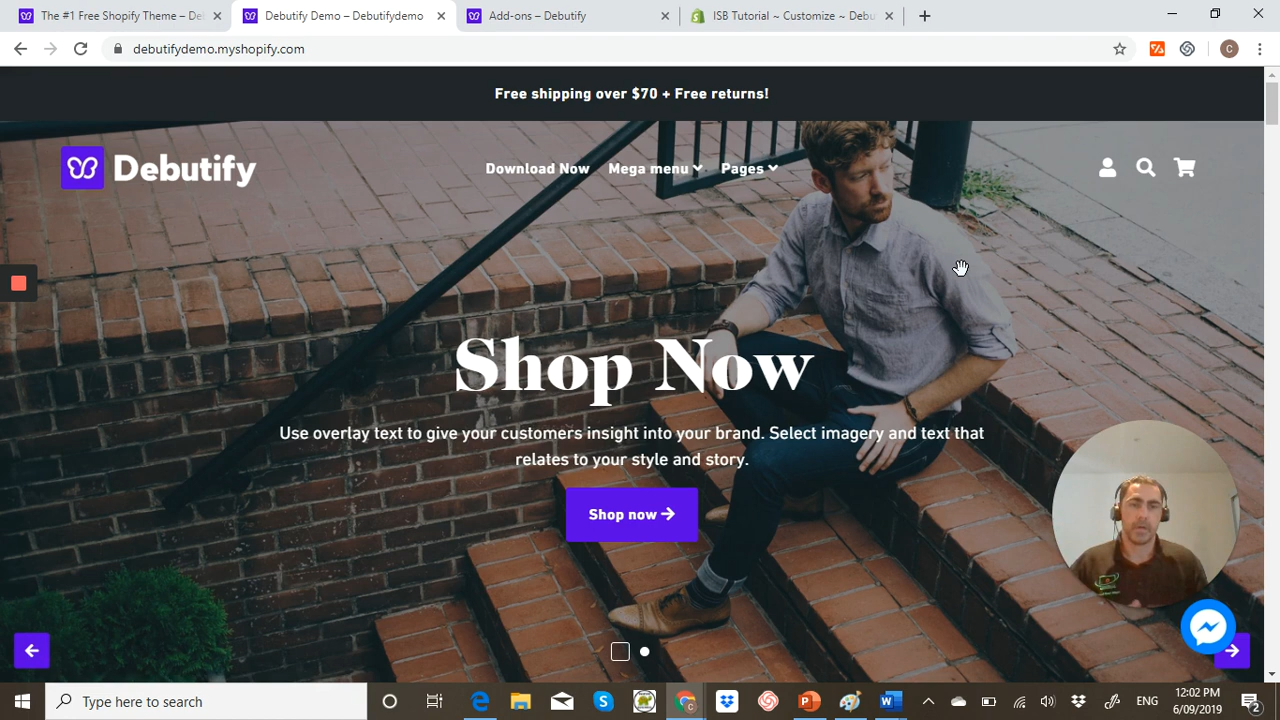 The #1 Free Shopify Theme – De
Debutify Demo – Debutifydemo
Add-ons – Debutify
ISB Tutorial ~ Customize ~ Debu
debutifydemo.myshopify.com
C
Free shipping over $70 + Free returns!
Debutify
Download Now
Mega menu
Pages
Shop Now
Use overlay text to give your customers insight into your brand. Select imagery and text that
relates to your style and story.
Shop now
Type here to search
ENG
12:02 PM
6/09/2019
2